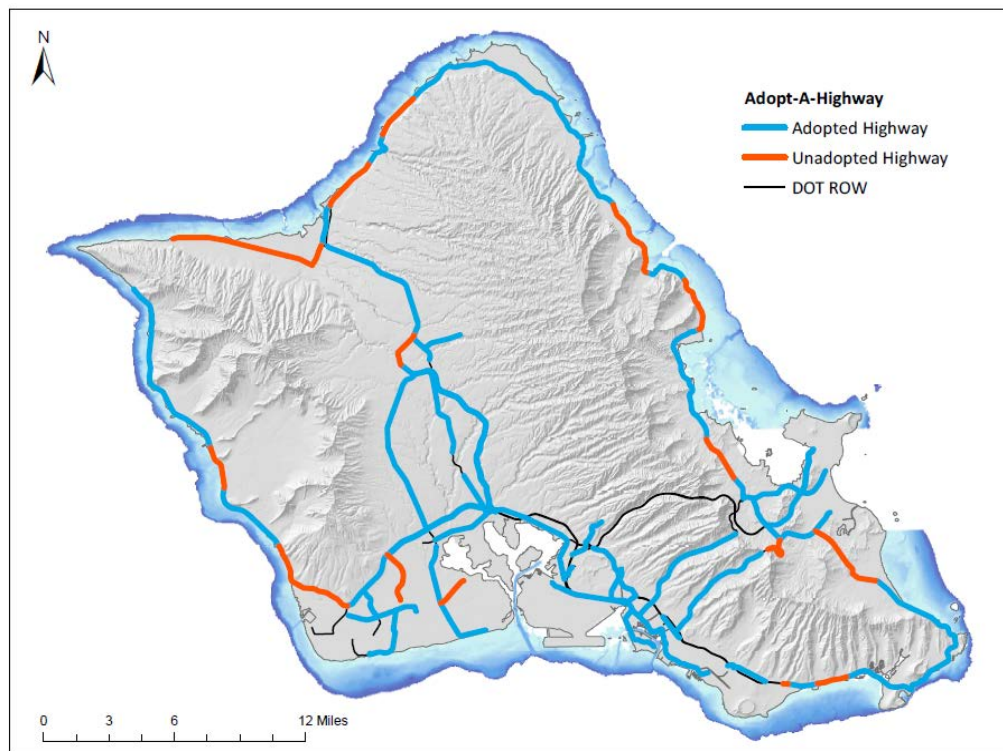 N
Adopt-A-Highway
Adopted Highway
Unadopted Highway
DOT ROW
0 3 6 12 Miles